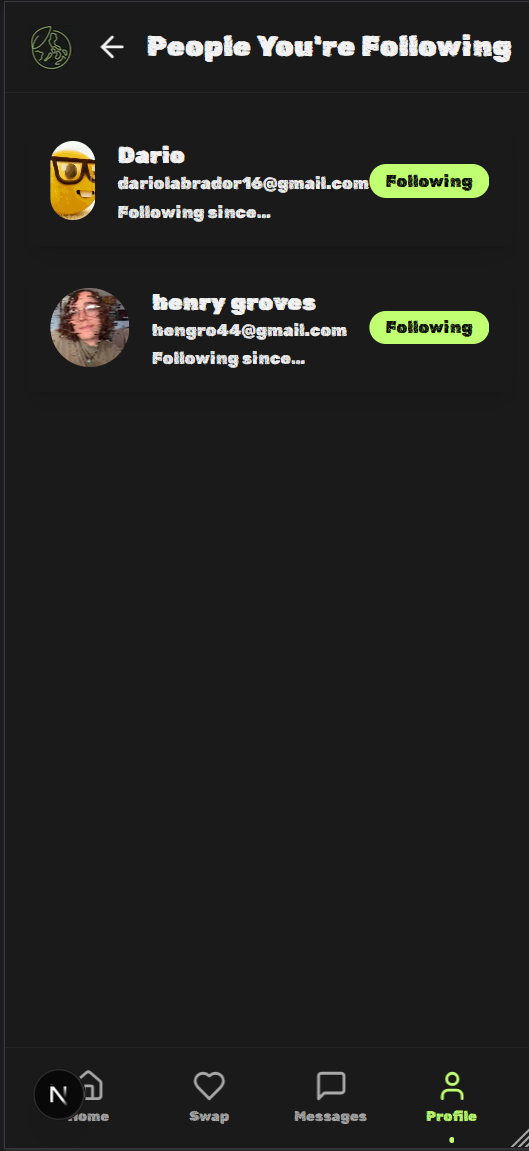 People You're Following
Dario
dariolabrador16@gmail.com
Following
Following since...
henry groves
hengro44@gmail.com
Following
Following since...
N
Home
Swap
Messages
Profile